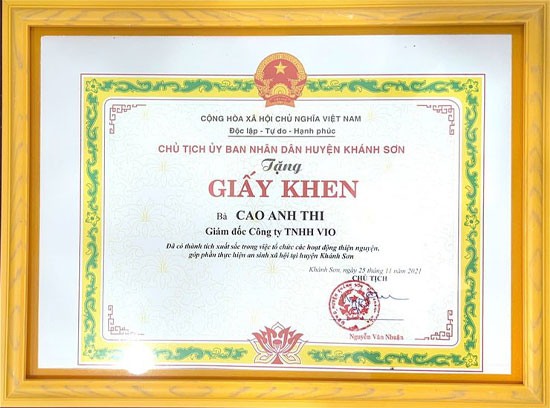 CỘNG HÒA XÃ HỘI CHỦ NGHĨA VIỆT NAM
Độc lập - Tự do - Hạnh phúc
CHỦ TỊCH ỦY BAN NHÂN DÂN HUYỆN KHÁNH SƠN
Tặng
GIẤY KHEN
Bà CAO ANH THI
Giám đốc Công ty TNHH VIO
Đã có thành tích xuất sắc trong việc tổ chức các hoạt động thiện nguyện,
góp phần thực hiện an sinh xã hội tại huyện Khánh Sơn
Khánh Sơn, ngày 25 tháng 11 năm 2021
CHỦ TỊCH
Nguyễn Văn Nhuận